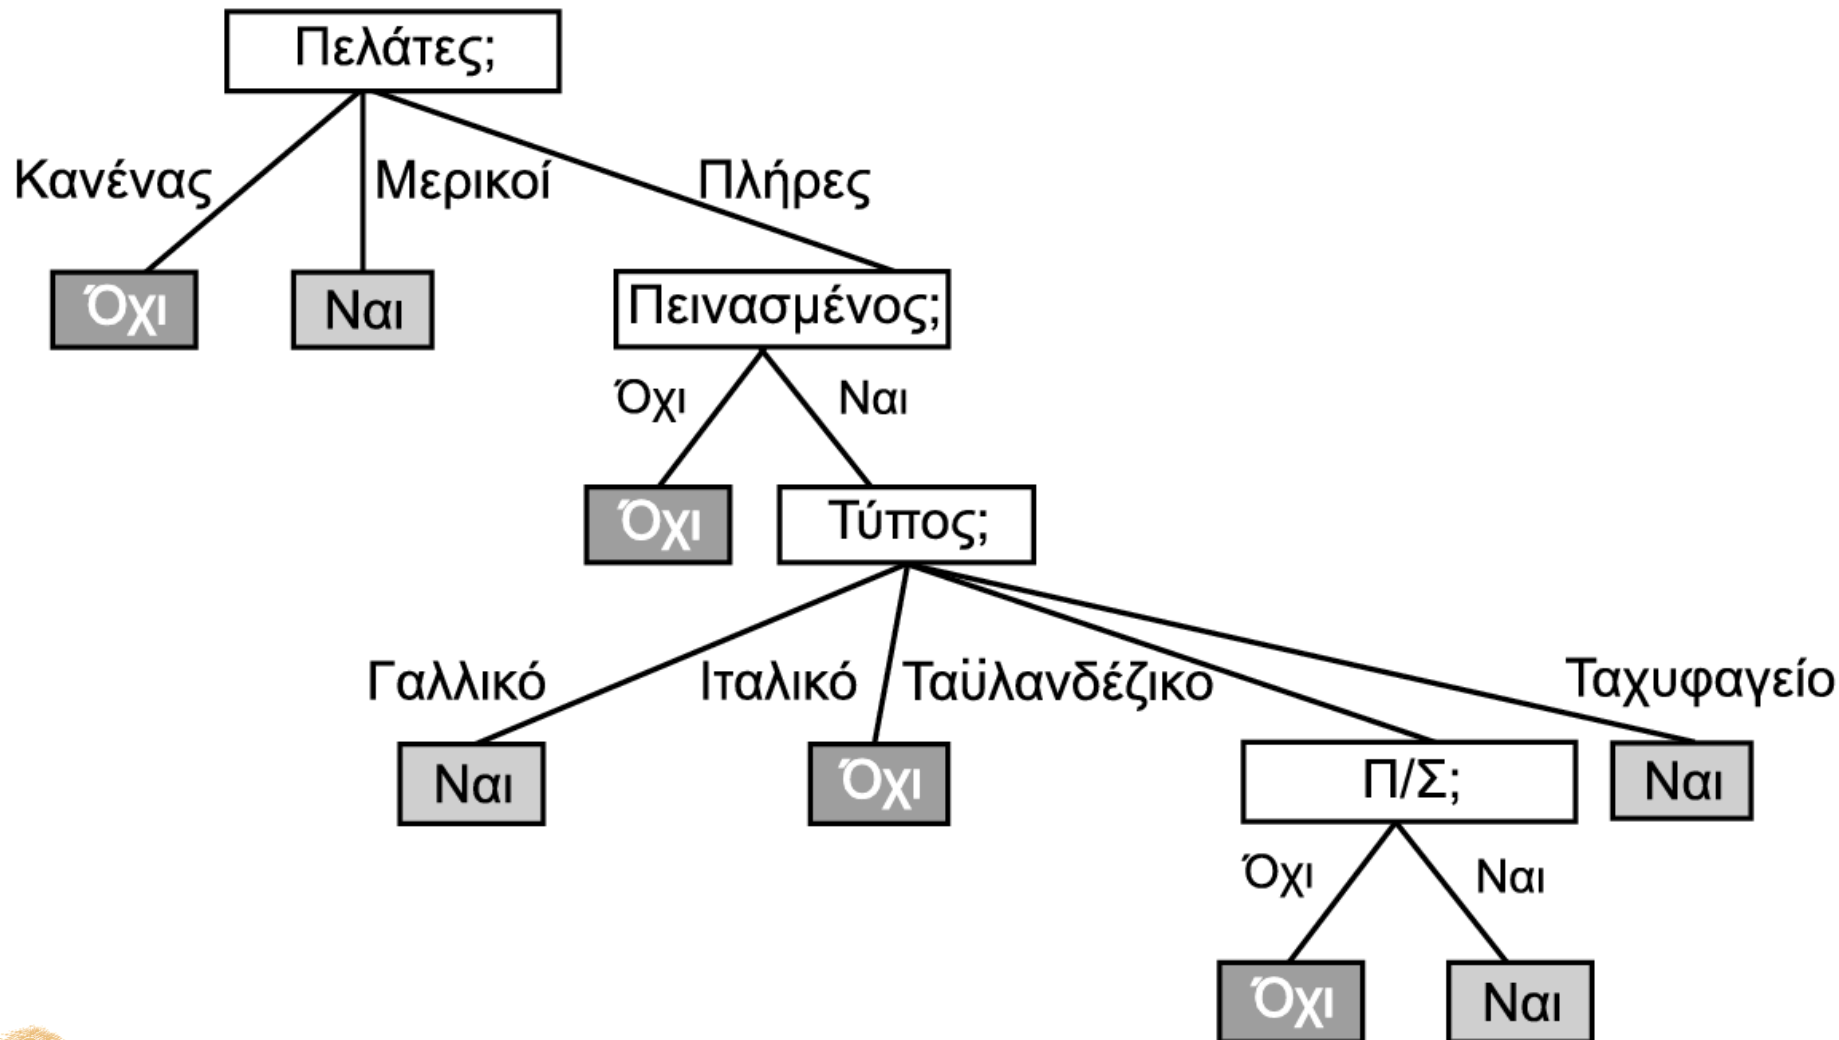 Πελάτες;
Κανένας Μερικοί Πλήρες
Όχι Ναι Πεινασμένος;
Όχι Ναι
Όχι Τύπος;
Γαλλικό Ιταλικό Ταϋλανδέζικο Ταχυφαγείο
Ναι Όχι Π/Σ; Ναι
Όχι Ναι
Όχι Ναι